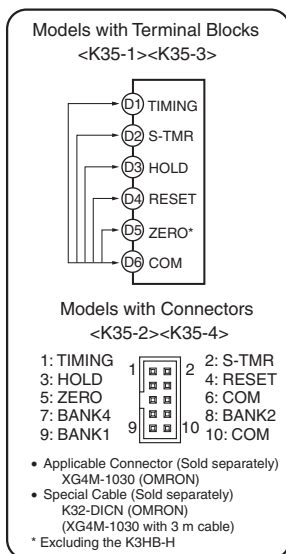 Models with Terminal Blocks
<K35-1><K35-3>
D1 TIMING
D2 S-TMR
D3 HOLD
D4 RESET
D5 ZERO*
D6 COM
Models with Connectors
<K35-2><K35-4>
1: TIMING 1 2 2: S-TMR
3: HOLD 4: RESET
5: ZERO 6: COM
7: BANK4 8: BANK2
9: BANK1 9 10 10: COM
• Applicable Connector (Sold separately)
XG4M-1030 (OMRON)
• Special Cable (Sold separately)
K32-DICN (OMRON)
(XG4M-1030 with 3 m cable)
* Excluding the K3HB-H